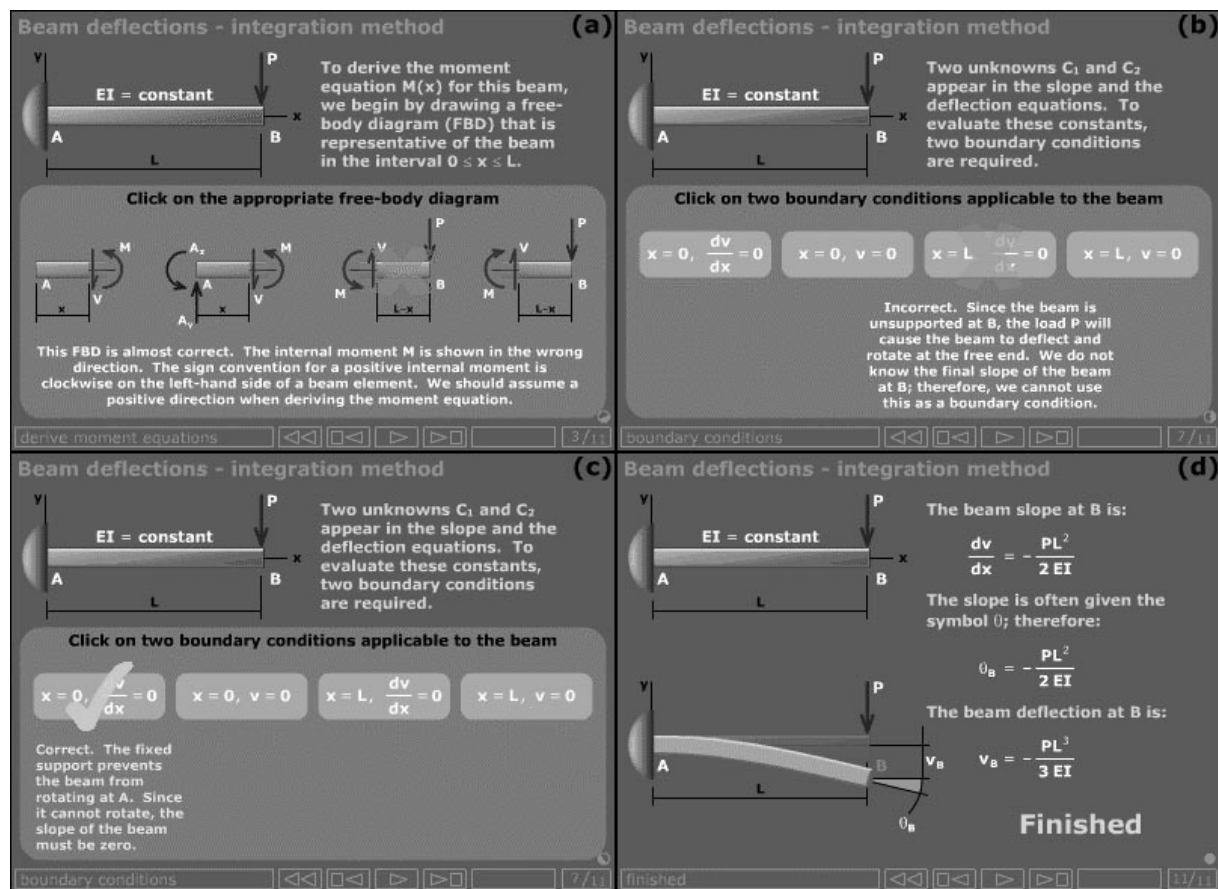 Beam deflections - integration method (a)
y
P
EI = constant
x
A
B
L
To derive the moment
equation M(x) for this beam,
we begin by drawing a free-
body diagram (FBD) that is
representative of the beam
in the interval 0 ≤ x ≤ L.
Click on the appropriate free-body diagram
M
A
V
x
Ax
M
A
V
x
Ay
P
V
M
B
L-x
P
V
M
B
L-x
This FBD is almost correct. The internal moment M is shown in the wrong
direction. The sign convention for a positive internal moment is
clockwise on the left-hand side of a beam element. We should assume a
positive direction when deriving the moment equation.
derive moment equations 3/11
Beam deflections - integration method (b)
y
P
EI = constant
x
A
B
L
Two unknowns C₁ and C₂
appear in the slope and the
deflection equations. To
evaluate these constants,
two boundary conditions
are required.
Click on two boundary conditions applicable to the beam
x = 0, dv/dx = 0 x = 0, v = 0 x = L dv/dx = 0 x = L, v = 0
Incorrect. Since the beam is
unsupported at B, the load P will
cause the beam to deflect and
rotate at the free end. We do not
know the final slope of the beam
at B; therefore, we cannot use
this as a boundary condition.
boundary conditions 7/11
Beam deflections - integration method (c)
y
P
EI = constant
x
A
B
L
Two unknowns C₁ and C₂
appear in the slope and the
deflection equations. To
evaluate these constants,
two boundary conditions
are required.
Click on two boundary conditions applicable to the beam
x = 0, dv/dx = 0 x = 0, v = 0 x = L, dv/dx = 0 x = L, v = 0
Correct. The fixed
support prevents
the beam from
rotating at A. Since
it cannot rotate, the
slope of the beam
must be zero.
boundary conditions 7/11
Beam deflections - integration method (d)
y
P
EI = constant
x
A
B
L
The beam slope at B is:
dv/dx = - PL²/2 EI
The slope is often given the
symbol θ; therefore:
θB = - PL²/2 EI
The beam deflection at B is:
vB = - PL³/3 EI
y
P
A
B
vB
L
θB
Finished
finished 11/11